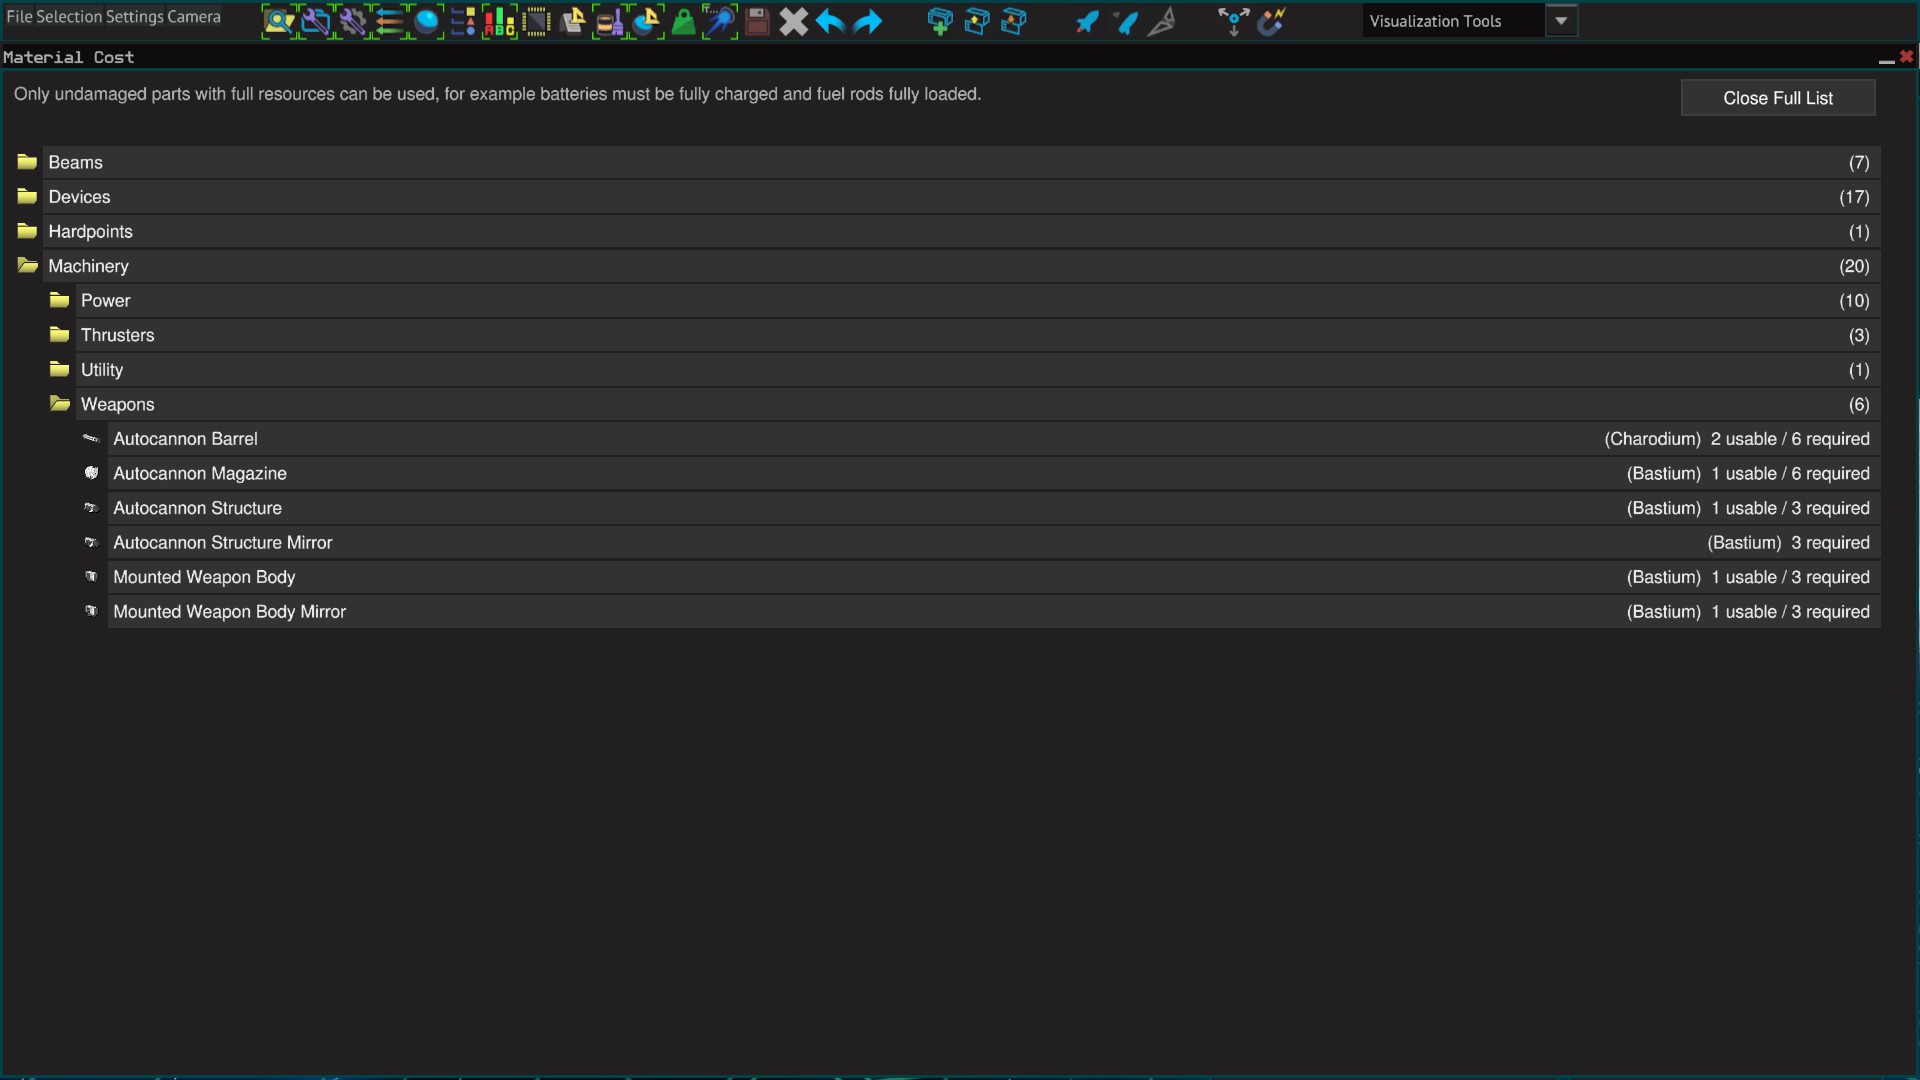 File Selection Settings Camera
ABC
Visualization Tools
Material Cost
Only undamaged parts with full resources can be used, for example batteries must be fully charged and fuel rods fully loaded.
Close Full List
Beams (7)
Devices (17)
Hardpoints (1)
Machinery (20)
Power (10)
Thrusters (3)
Utility (1)
Weapons (6)
Autocannon Barrel (Charodium) 2 usable / 6 required
Autocannon Magazine (Bastium) 1 usable / 6 required
Autocannon Structure (Bastium) 1 usable / 3 required
Autocannon Structure Mirror (Bastium) 3 required
Mounted Weapon Body (Bastium) 1 usable / 3 required
Mounted Weapon Body Mirror (Bastium) 1 usable / 3 required